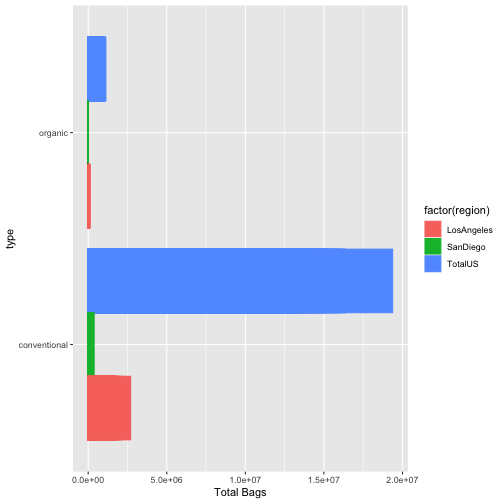 organic
conventional
type
0.0e+00 5.0e+06 1.0e+07 1.5e+07 2.0e+07
Total Bags
factor(region)
LosAngeles
SanDiego
TotalUS